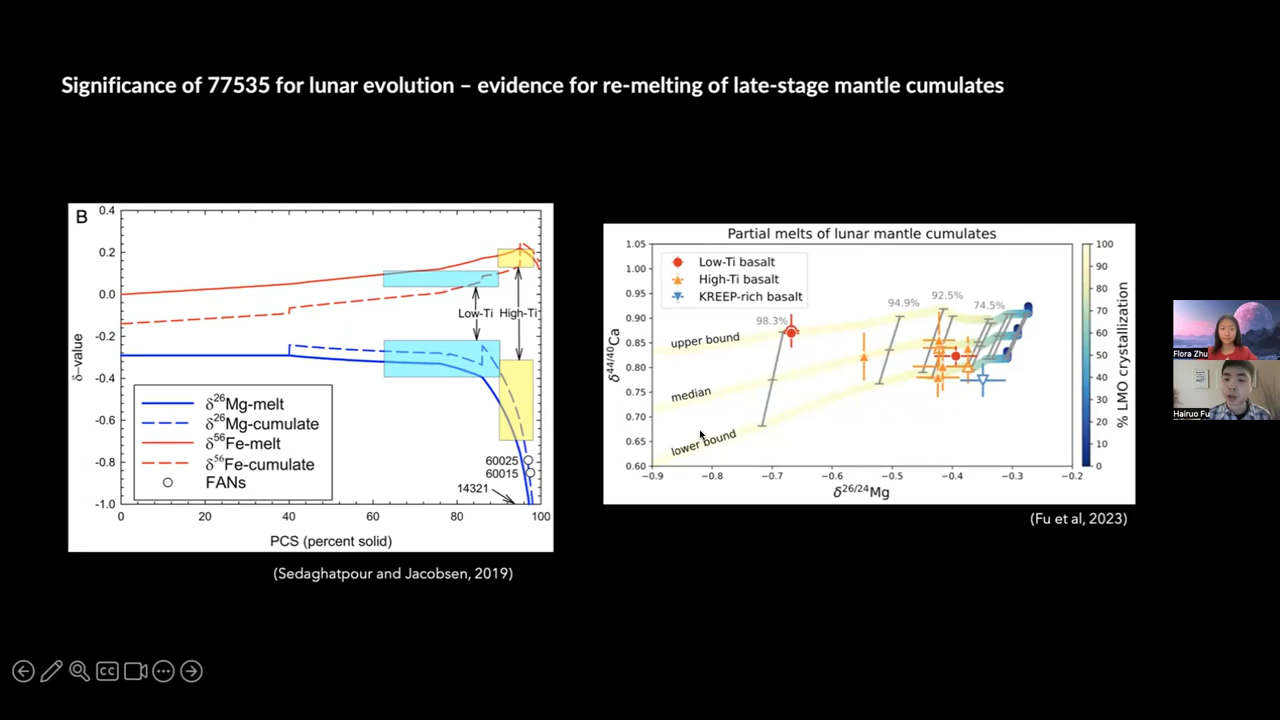 Significance of 77535 for lunar evolution – evidence for re-melting of late-stage mantle cumulates
B
0.4
0.2
0.0
-0.2
-0.4
-0.6
-0.8
-1.0
δ-value
Low-Ti
High-Ti
δ26Mg-melt
δ26Mg-cumulate
δ56Fe-melt
δ56Fe-cumulate
FANs
60025
60015
14321
0
20
40
60
80
100
PCS (percent solid)
(Sedaghatpour and Jacobsen, 2019)
Partial melts of lunar mantle cumulates
1.05
1.00
0.95
0.90
0.85
0.80
0.75
0.70
0.65
0.60
δ44/40Ca
Low-Ti basalt
High-Ti basalt
KREEP-rich basalt
98.3%
94.9%
92.5%
74.5%
upper bound
median
lower bound
-0.9
-0.8
-0.7
-0.6
-0.5
-0.4
-0.3
-0.2
δ26/24Mg
100
90
80
70
60
50
40
30
20
10
0
% LMO crystallization
(Fu et al, 2023)
Flora Zhu
Hairuo Fu
CC